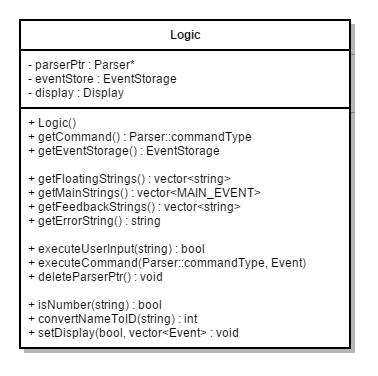 Logic
- parserPtr : Parser*
- eventStore : EventStorage
- display : Display
+ Logic()
+ getCommand() : Parser::commandType
+ getEventStorage() : EventStorage
+ getFloatingStrings() : vector<string>
+ getMainStrings() : vector<MAIN_EVENT>
+ getFeedbackStrings() : vector<string>
+ getErrorString() : string
+ executeUserInput(string) : bool
+ executeCommand(Parser::commandType, Event)
+ deleteParserPtr() : void
+ isNumber(string) : bool
+ convertNameToID(string) : int
+ setDisplay(bool, vector<Event> : void